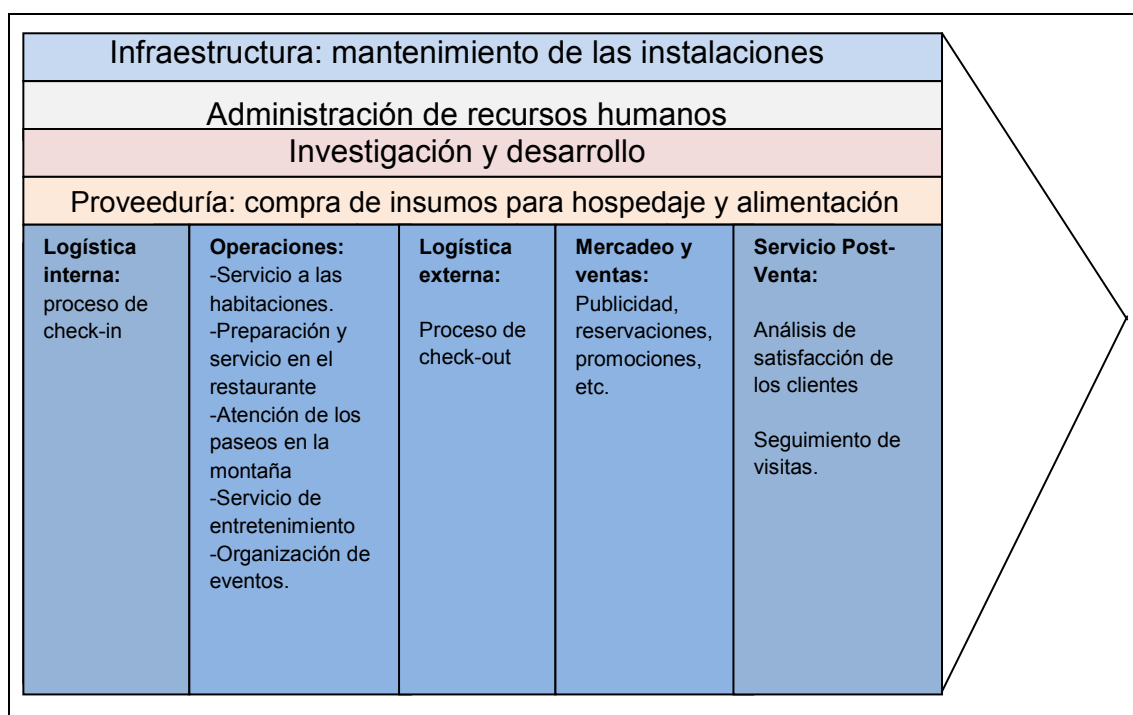 Infraestructura: mantenimiento de las instalaciones
Administración de recursos humanos
Investigación y desarrollo
Proveeduría: compra de insumos para hospedaje y alimentación
Logística
interna:
proceso de
check-in
Operaciones:
-Servicio a las
habitaciones.
-Preparación y
servicio en el
restaurante
-Atención de los
paseos en la
montaña
-Servicio de
entretenimiento
-Organización de
eventos.
Logística
externa:
Proceso de
check-out
Mercadeo y
ventas:
Publicidad,
reservaciones,
promociones,
etc.
Servicio Post-
Venta:
Análisis de
satisfacción de
los clientes
Seguimiento de
visitas.